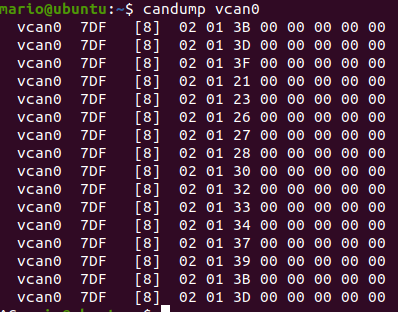 mario@ubuntu:~$ candump vcan0
vcan0 7DF [8] 02 01 3B 00 00 00 00 00
vcan0 7DF [8] 02 01 3D 00 00 00 00 00
vcan0 7DF [8] 02 01 3F 00 00 00 00 00
vcan0 7DF [8] 02 01 21 00 00 00 00 00
vcan0 7DF [8] 02 01 23 00 00 00 00 00
vcan0 7DF [8] 02 01 26 00 00 00 00 00
vcan0 7DF [8] 02 01 27 00 00 00 00 00
vcan0 7DF [8] 02 01 28 00 00 00 00 00
vcan0 7DF [8] 02 01 30 00 00 00 00 00
vcan0 7DF [8] 02 01 32 00 00 00 00 00
vcan0 7DF [8] 02 01 33 00 00 00 00 00
vcan0 7DF [8] 02 01 34 00 00 00 00 00
vcan0 7DF [8] 02 01 37 00 00 00 00 00
vcan0 7DF [8] 02 01 39 00 00 00 00 00
vcan0 7DF [8] 02 01 3B 00 00 00 00 00
vcan0 7DF [8] 02 01 3D 00 00 00 00 00